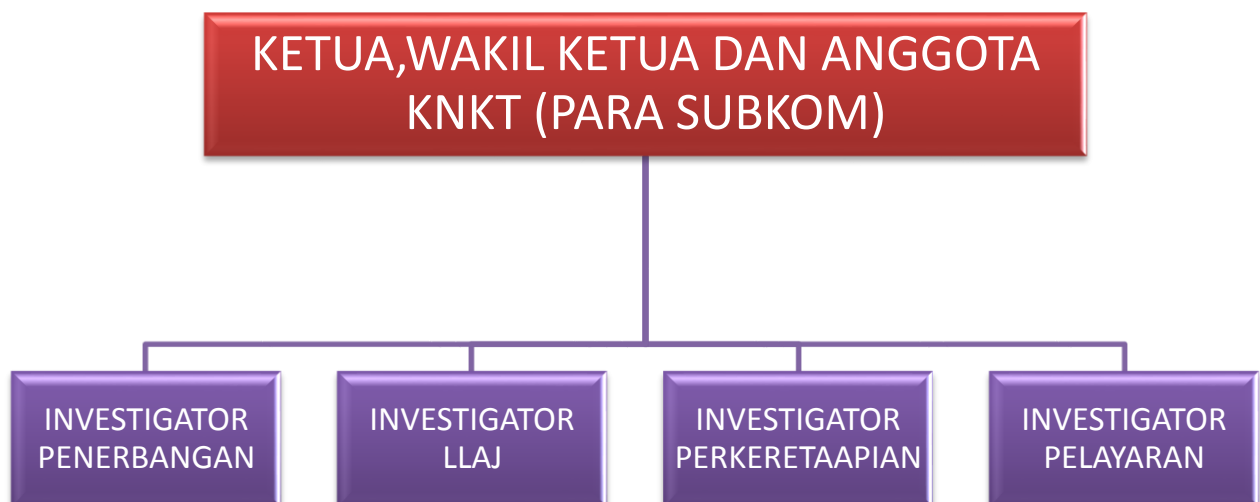 KETUA,WAKIL KETUA DAN ANGGOTA
KNKT (PARA SUBKOM)
INVESTIGATOR
PENERBANGAN
INVESTIGATOR
LLAJ
INVESTIGATOR
PERKERETAAPIAN
INVESTIGATOR
PELAYARAN